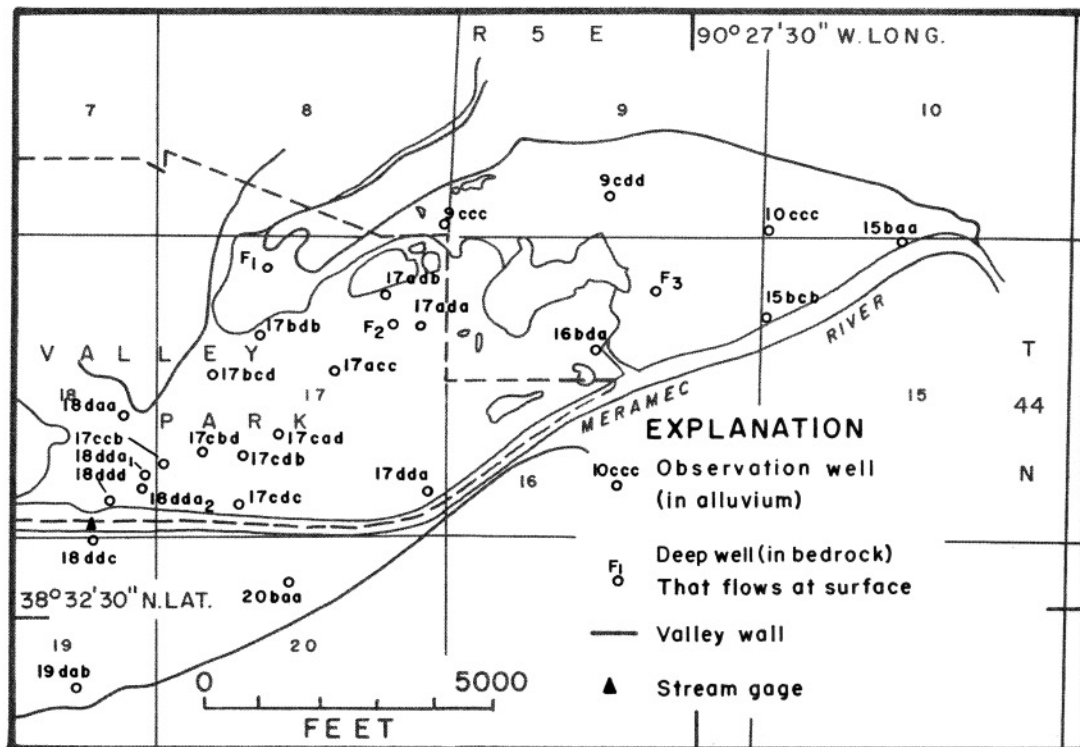 R 5 E
90° 27' 30" W. LONG.
7
8
9
10
9cdd
9ccc
10ccc
15baa
F1
17adb
F3
F2
17ada
15bcb
17bdb
16bda
RIVER
VALLEY
17bcd
17acc
T
18
17
15
18daa
MERAMEC
44
PARK
17ccb
17cbd
17cad
EXPLANATION
18dda1
17cdb
18ddd
17dda
16
10ccc
Observation well
(in alluvium)
N
18dda2
17cdc
18ddc
F1
Deep well (in bedrock)
That flows at surface
38° 32' 30" N. LAT.
20baa
Valley wall
19
20
19dab
0
5000
Stream gage
FEET